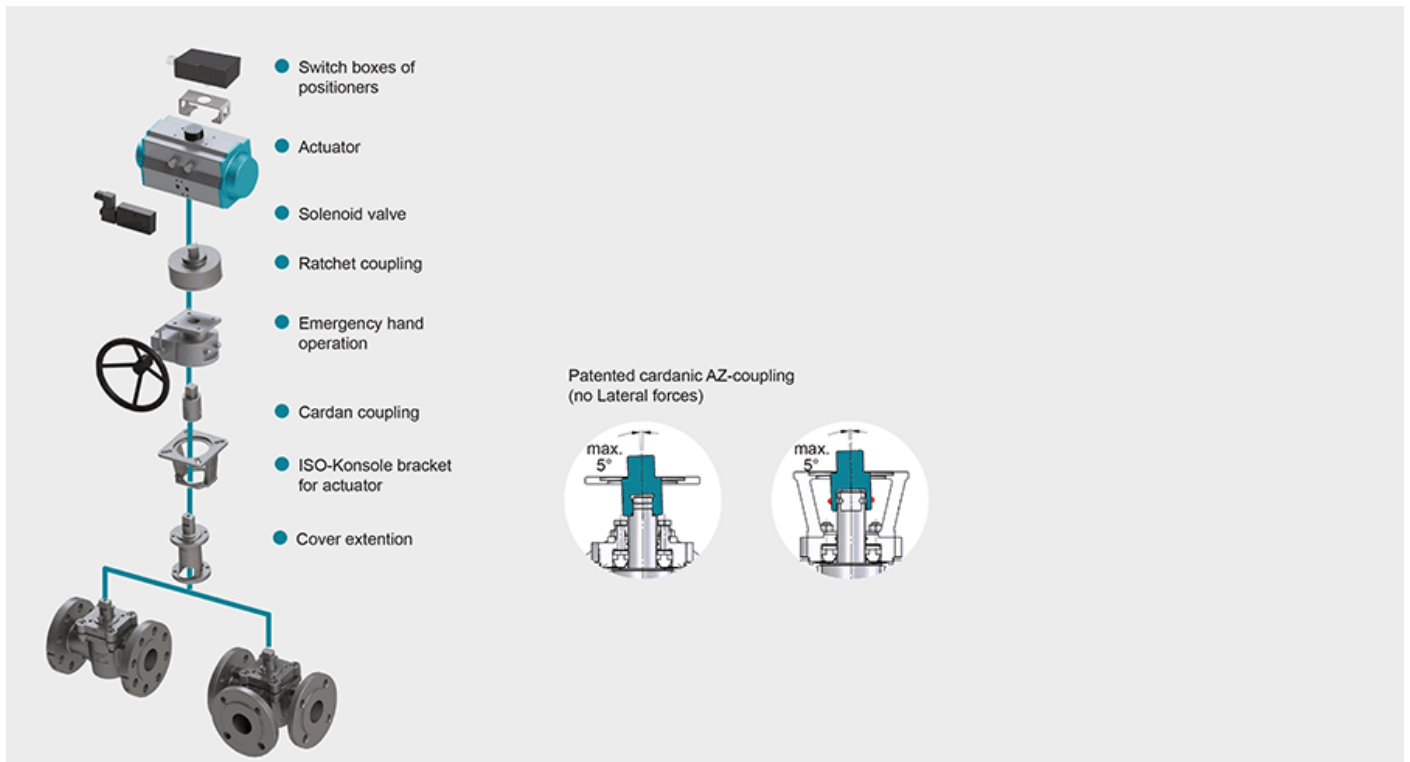 Switch boxes of
positioners
Actuator
Solenoid valve
Ratchet coupling
Emergency hand
operation
Cardan coupling
ISO-Konsole bracket
for actuator
Cover extention
Patented cardanic AZ-coupling
(no Lateral forces)
max.
5°
max.
5°